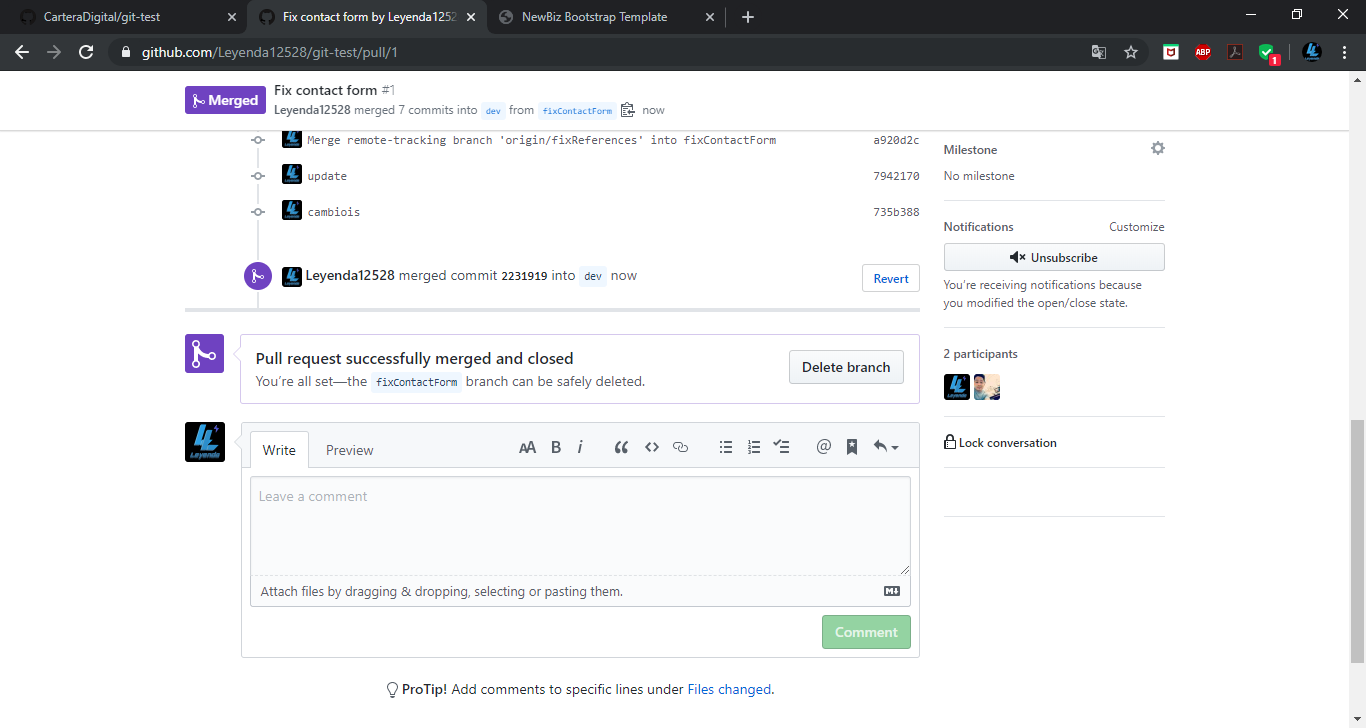 CarteraDigital/git-test
Fix contact form by Leyenda1252
NewBiz Bootstrap Template
github.com/Leyenda12528/git-test/pull/1
ABP
1
Merged
Fix contact form #1
Leyenda12528 merged 7 commits into dev from fixContactForm now
Merge remote-tracking branch 'origin/fixReferences' into fixContactForm a920d2c
update 7942170
cambiois 735b388
Leyenda12528 merged commit 2231919 into dev now
Revert
Pull request successfully merged and closed
You're all set—the fixContactForm branch can be safely deleted.
Delete branch
Leyenda
Write
Preview
AA B i
@
Leave a comment
Attach files by dragging & dropping, selecting or pasting them.
Comment
ProTip! Add comments to specific lines under Files changed.
Milestone
No milestone
Notifications
Customize
Unsubscribe
You're receiving notifications because
you modified the open/close state.
2 participants
Lock conversation